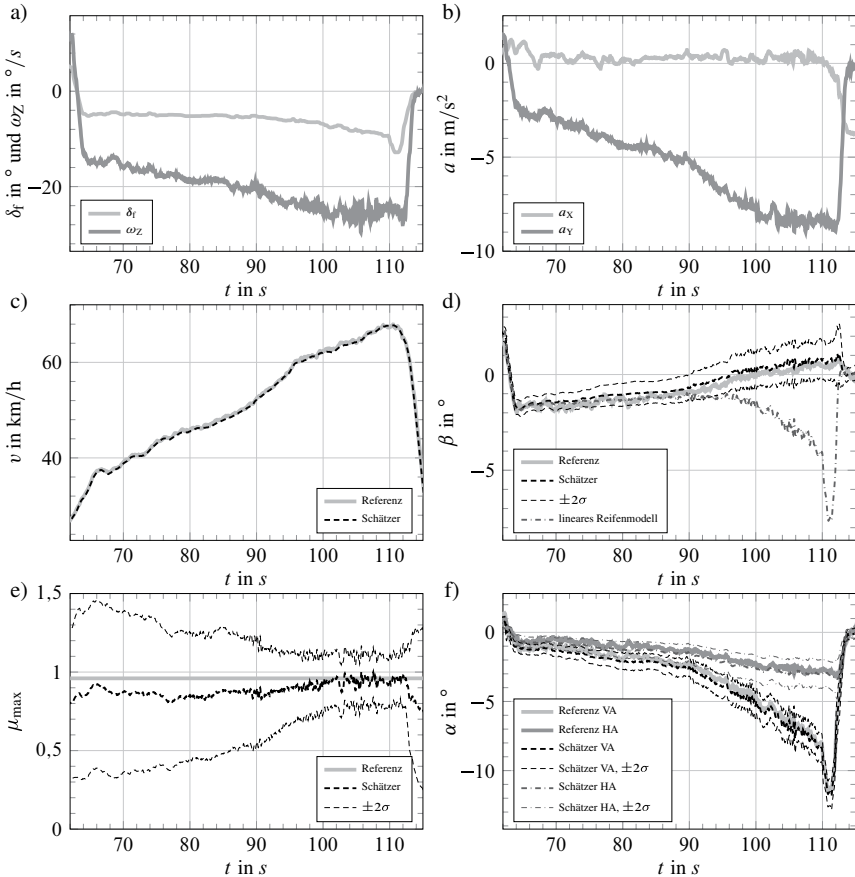 a)
δf in ° und ωZ in °/s
0
−20
70 80 90 100 110
t in s
δf
ωZ
b)
a in m/s²
0
−5
−10
70 80 90 100 110
t in s
aX
aY
c)
v in km/h
60
40
70 80 90 100 110
t in s
Referenz
Schätzer
d)
β in °
0
−5
70 80 90 100 110
t in s
Referenz
Schätzer
±2σ
lineares Reifenmodell
e)
μmax
1,5
1
0,5
0
70 80 90 100 110
t in s
Referenz
Schätzer
±2σ
f)
α in °
0
−5
−10
70 80 90 100 110
t in s
Referenz VA
Referenz HA
Schätzer VA
Schätzer VA, ±2σ
Schätzer HA
Schätzer HA, ±2σ